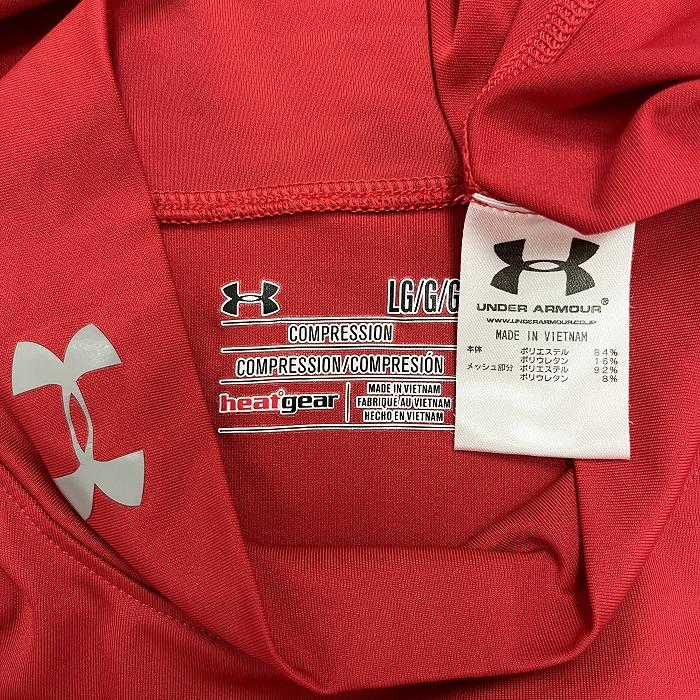 LG/G/G
COMPRESSION
COMPRESSION/COMPRESIÓN
heatgear
MADE IN VIETNAM
FABRIQUÉ AU VIETNAM
HECHO EN VIETNAM
UNDER ARMOUR®
WWW.UNDERARMOUR.CO.JP
MADE IN VIETNAM
本体 ポリエステル 84%
ポリウレタン 16%
メッシュ部分 ポリエステル 92%
ポリウレタン 8%